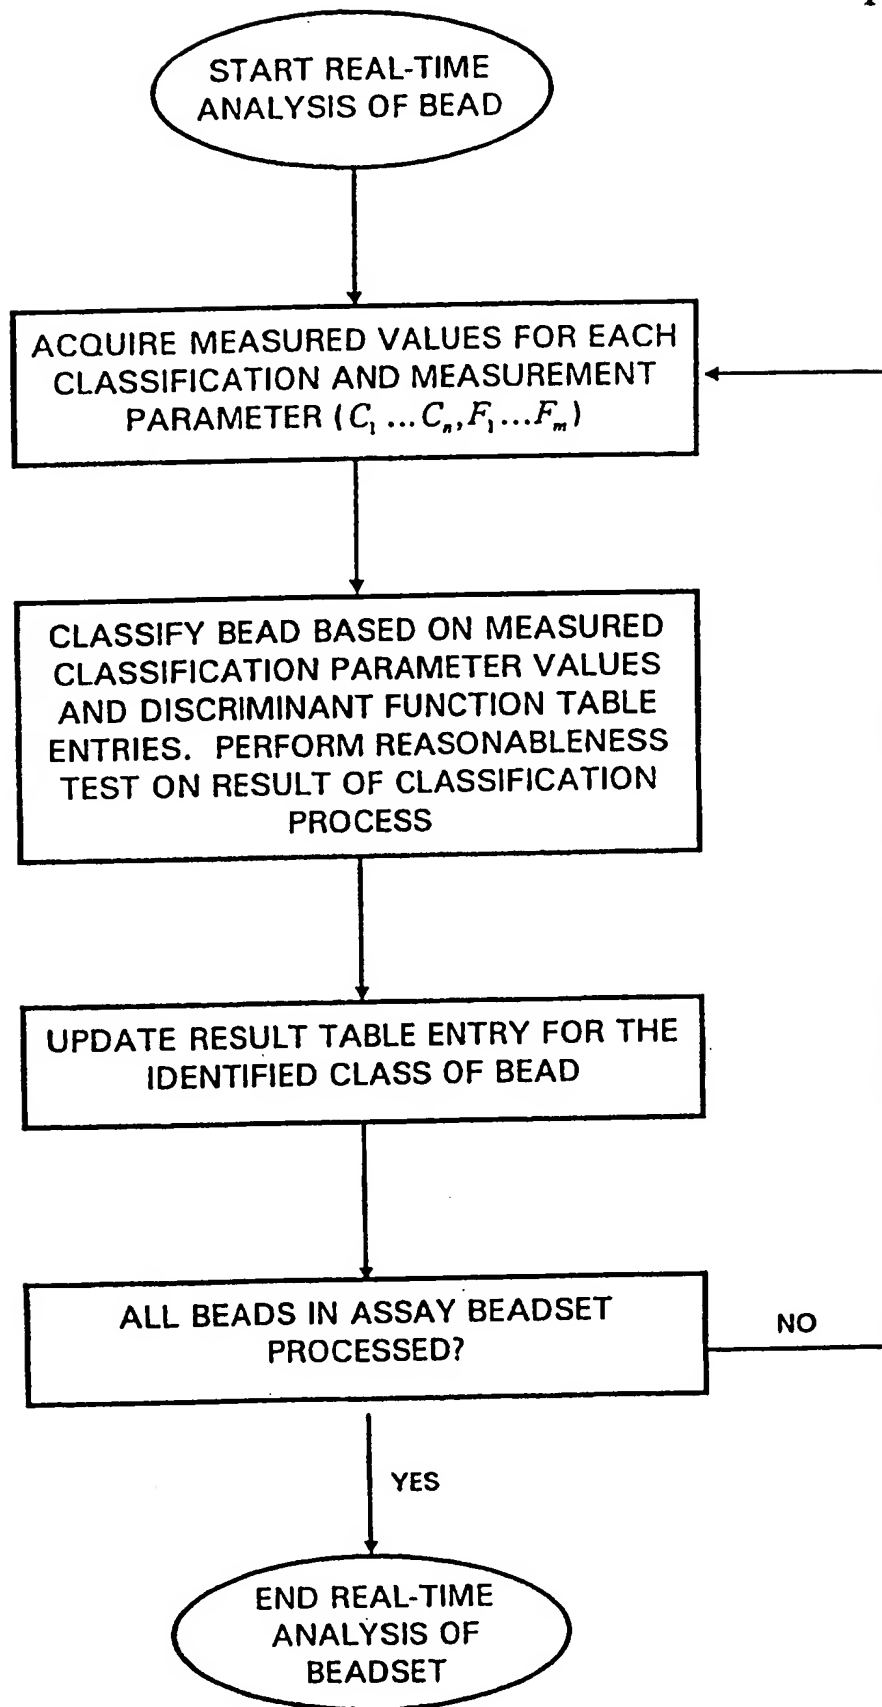 START REAL-TIME
ANALYSIS OF BEAD
ACQUIRE MEASURED VALUES FOR EACH
CLASSIFICATION AND MEASUREMENT
PARAMETER (C₁ ...Cₙ,F₁...Fₘ)
CLASSIFY BEAD BASED ON MEASURED
CLASSIFICATION PARAMETER VALUES
AND DISCRIMINANT FUNCTION TABLE
ENTRIES. PERFORM REASONABLENESS
TEST ON RESULT OF CLASSIFICATION
PROCESS
UPDATE RESULT TABLE ENTRY FOR THE
IDENTIFIED CLASS OF BEAD
ALL BEADS IN ASSAY BEADSET
PROCESSED?
NO
YES
END REAL-TIME
ANALYSIS OF
BEADSET